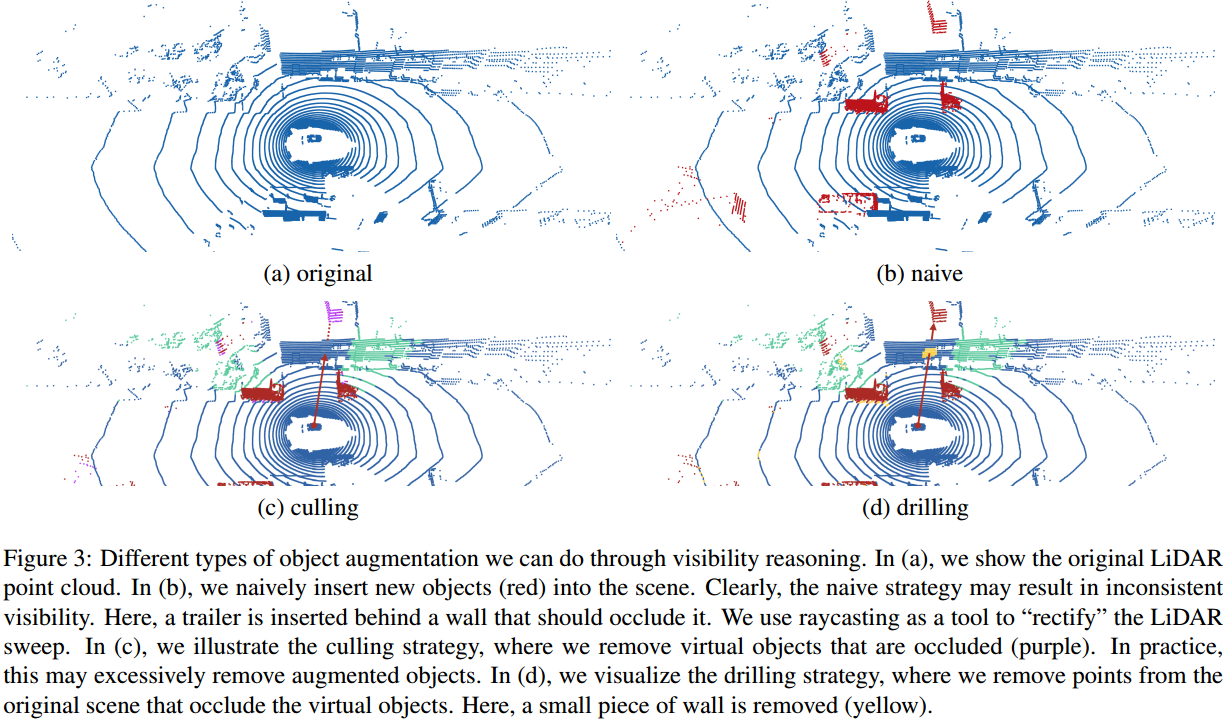 (a) original
(b) naive
(c) culling
(d) drilling
Figure 3: Different types of object augmentation we can do through visibility reasoning. In (a), we show the original LiDAR
point cloud. In (b), we naively insert new objects (red) into the scene. Clearly, the naive strategy may result in inconsistent
visibility. Here, a trailer is inserted behind a wall that should occlude it. We use raycasting as a tool to “rectify” the LiDAR
sweep. In (c), we illustrate the culling strategy, where we remove virtual objects that are occluded (purple). In practice,
this may excessively remove augmented objects. In (d), we visualize the drilling strategy, where we remove points from the
original scene that occlude the virtual objects. Here, a small piece of wall is removed (yellow).